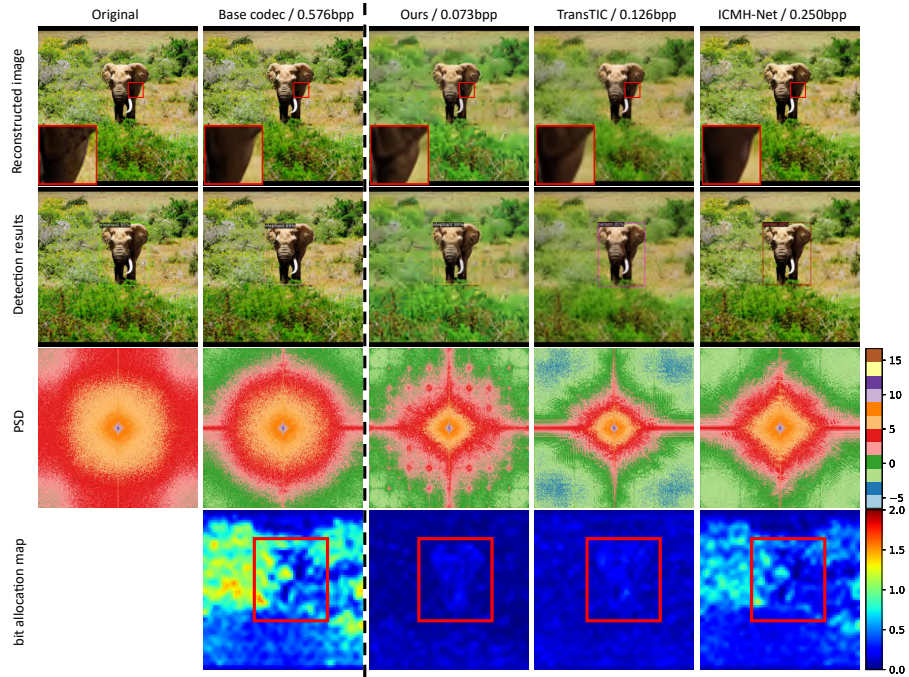 Original
Base codec / 0.576bpp
Ours / 0.073bpp
TransTIC / 0.126bpp
ICMH-Net / 0.250bpp
Reconstructed image
Detection results
elephant 99%
PSD
15
10
5
0
−5
bit allocation map
2.0
1.5
1.0
0.5
0.0